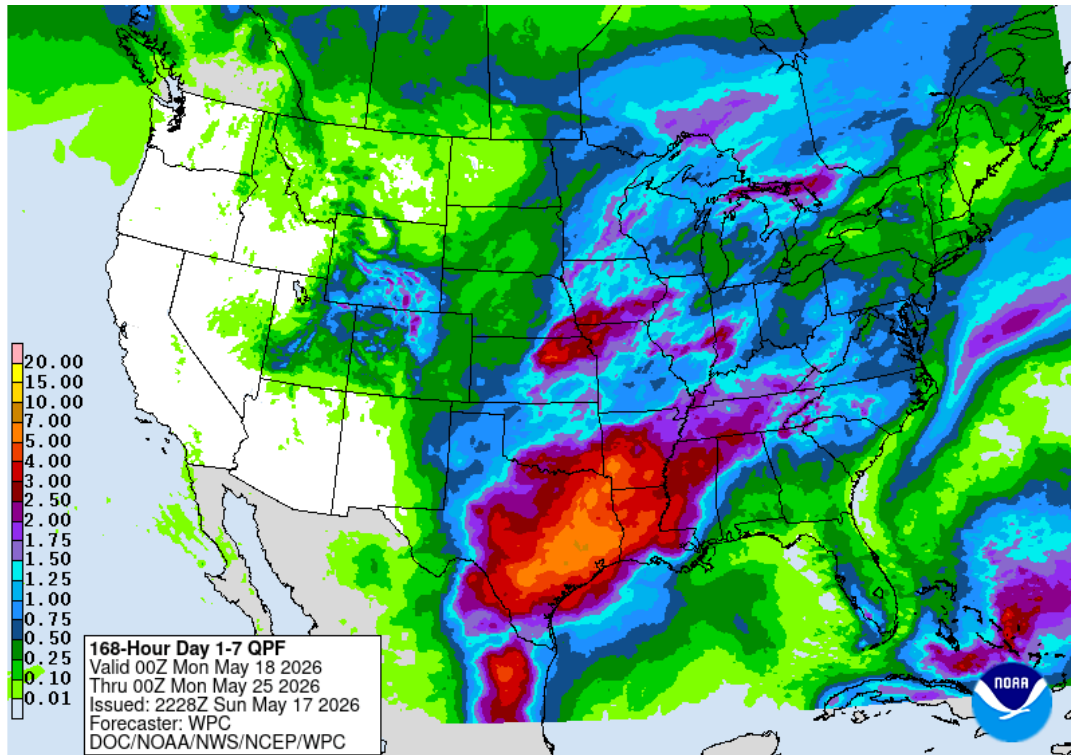 20.00
15.00
10.00
7.00
5.00
4.00
3.00
2.50
2.00
1.75
1.50
1.25
1.00
0.75
0.50
0.25
0.10
0.01
168-Hour Day 1-7 QPF
Valid 00Z Mon May 18 2026
Thru 00Z Mon May 25 2026
Issued: 2228Z Sun May 17 2026
Forecaster: WPC
DOC/NOAA/NWS/NCEP/WPC
NOAA